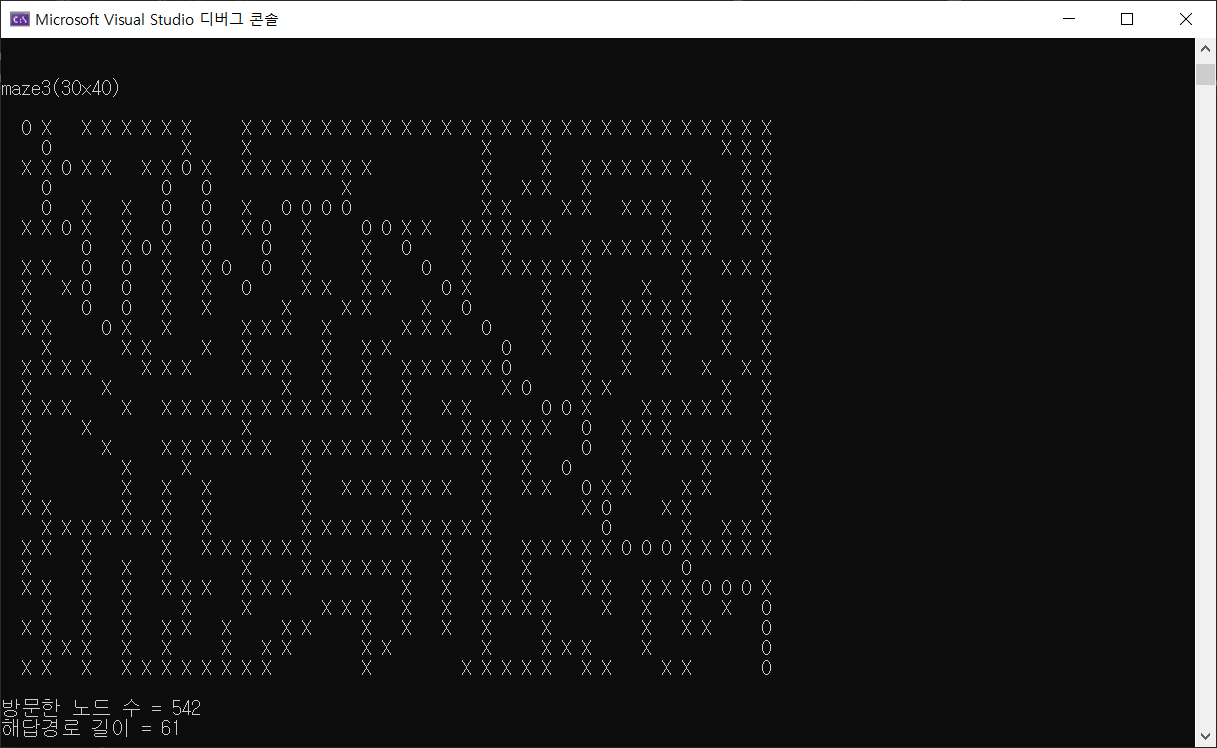 Microsoft Visual Studio 디버그 콘솔
maze3(30x40)
O X X X X X X X X X X X X X X X X X X X X X X X X X X X X X X X X X X
O X X X X X X X
X X O X X X X O X X X X X X X X X X X X X X X X X X
O O O X X X X X X X X
O X X O O X O O O O X X X X X X X X X X
X X O X X O O X O X O O X X X X X X X X X X X
O X O X O O X X O X X X X X X X X X X
X X O O X X O O X X O X X X X X X X X X X
X X O O X X O X X X X O X X X X X X
X O O X X X X X X O X X X X X X X X
X X O X X X X X X X X X O X X X X X X X
X X X X X X X X O X X X X X X
X X X X X X X X X X X X X X X X X O X X X X X X
X X X X X X X O X X X X
X X X X X X X X X X X X X X X X X X O O X X X X X X X
X X X X X X X X X O X X X X
X X X X X X X X X X X X X X X X X X X O X X X X X X X
X X X X X X O X X X
X X X X X X X X X X X X X X O X X X X X
X X X X X X X X X O X X X
X X X X X X X X X X X X X X X X X X O X X X X
X X X X X X X X X X X X X X X X X X O O O X X X X X
X X X X X X X X X X X X X X X O
X X X X X X X X X X X X X X X X X X X O O O X
X X X X X X X X X X X X X X X X X O
X X X X X X X X X X X X X X X X O
X X X X X X X X X X X X X X X O
X X X X X X X X X X X X X X X X X X X X X O
방문한 노드 수 = 542
해답경로 길이 = 61